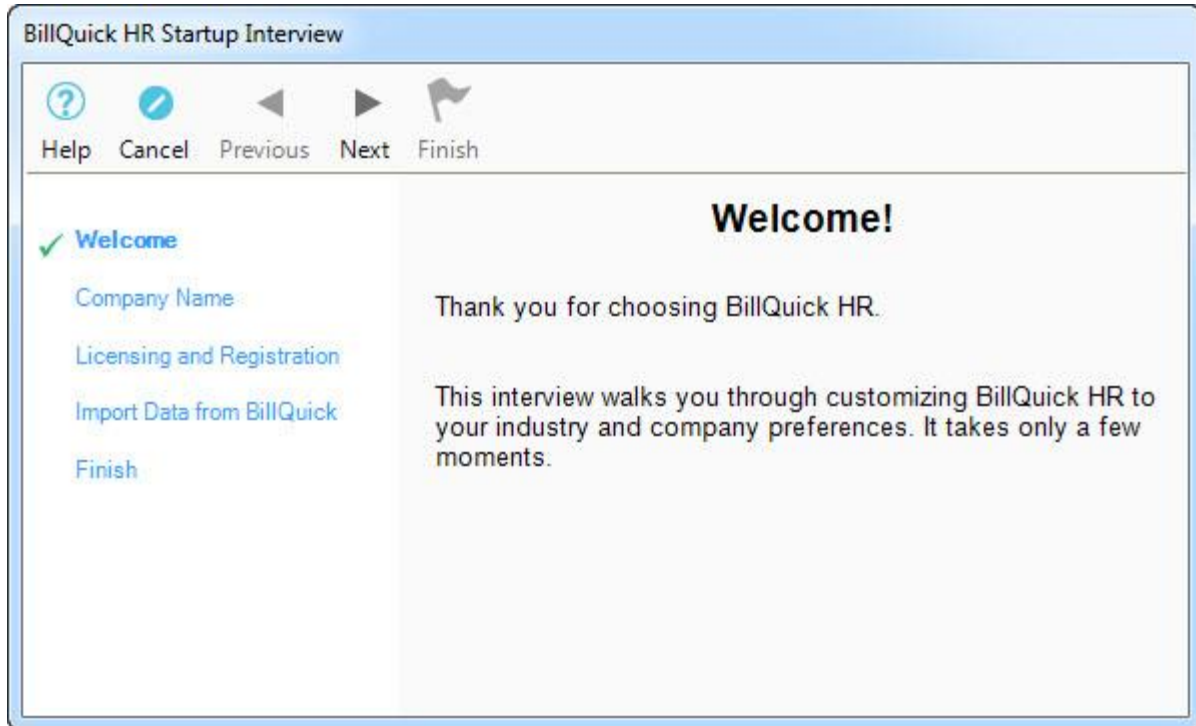 BillQuick HR Startup Interview
Help Cancel Previous Next Finish
Welcome
Company Name
Licensing and Registration
Import Data from BillQuick
Finish
Welcome!
Thank you for choosing BillQuick HR.
This interview walks you through customizing BillQuick HR to
your industry and company preferences. It takes only a few
moments.